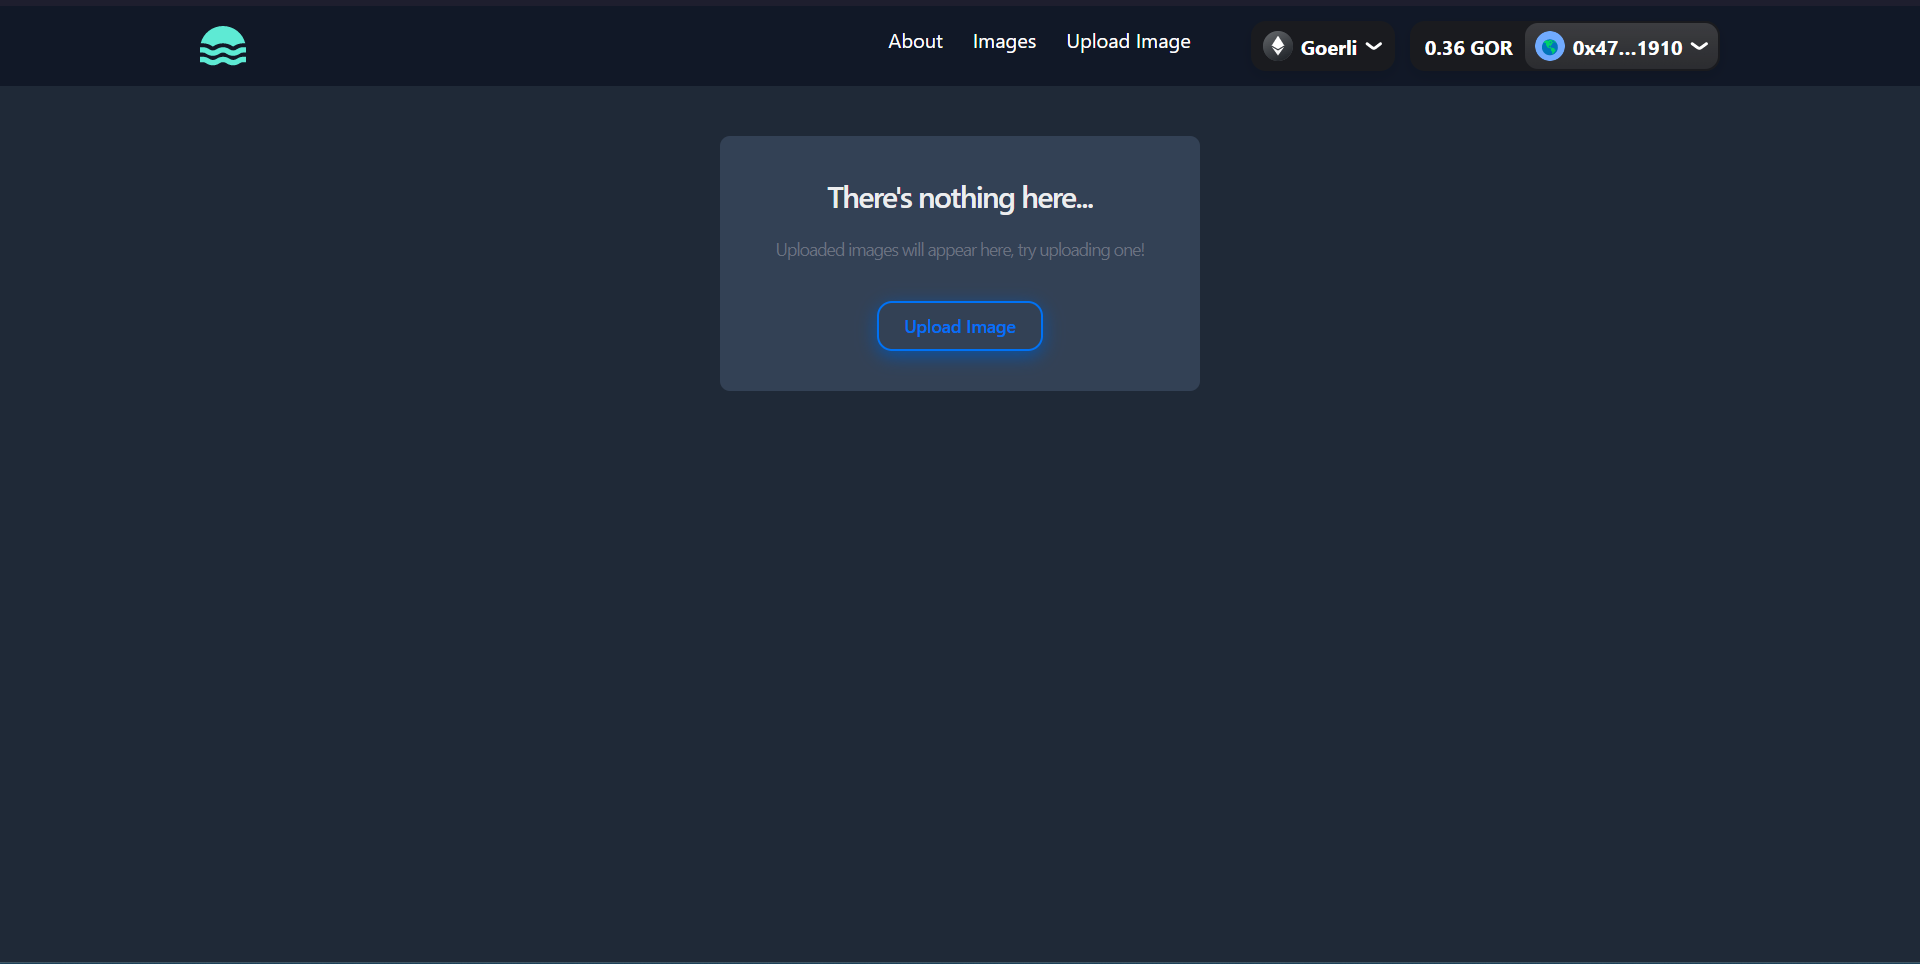 About
Images
Upload Image
Goerli
0.36 GOR
0x47...1910
There's nothing here...
Uploaded images will appear here, try uploading one!
Upload Image